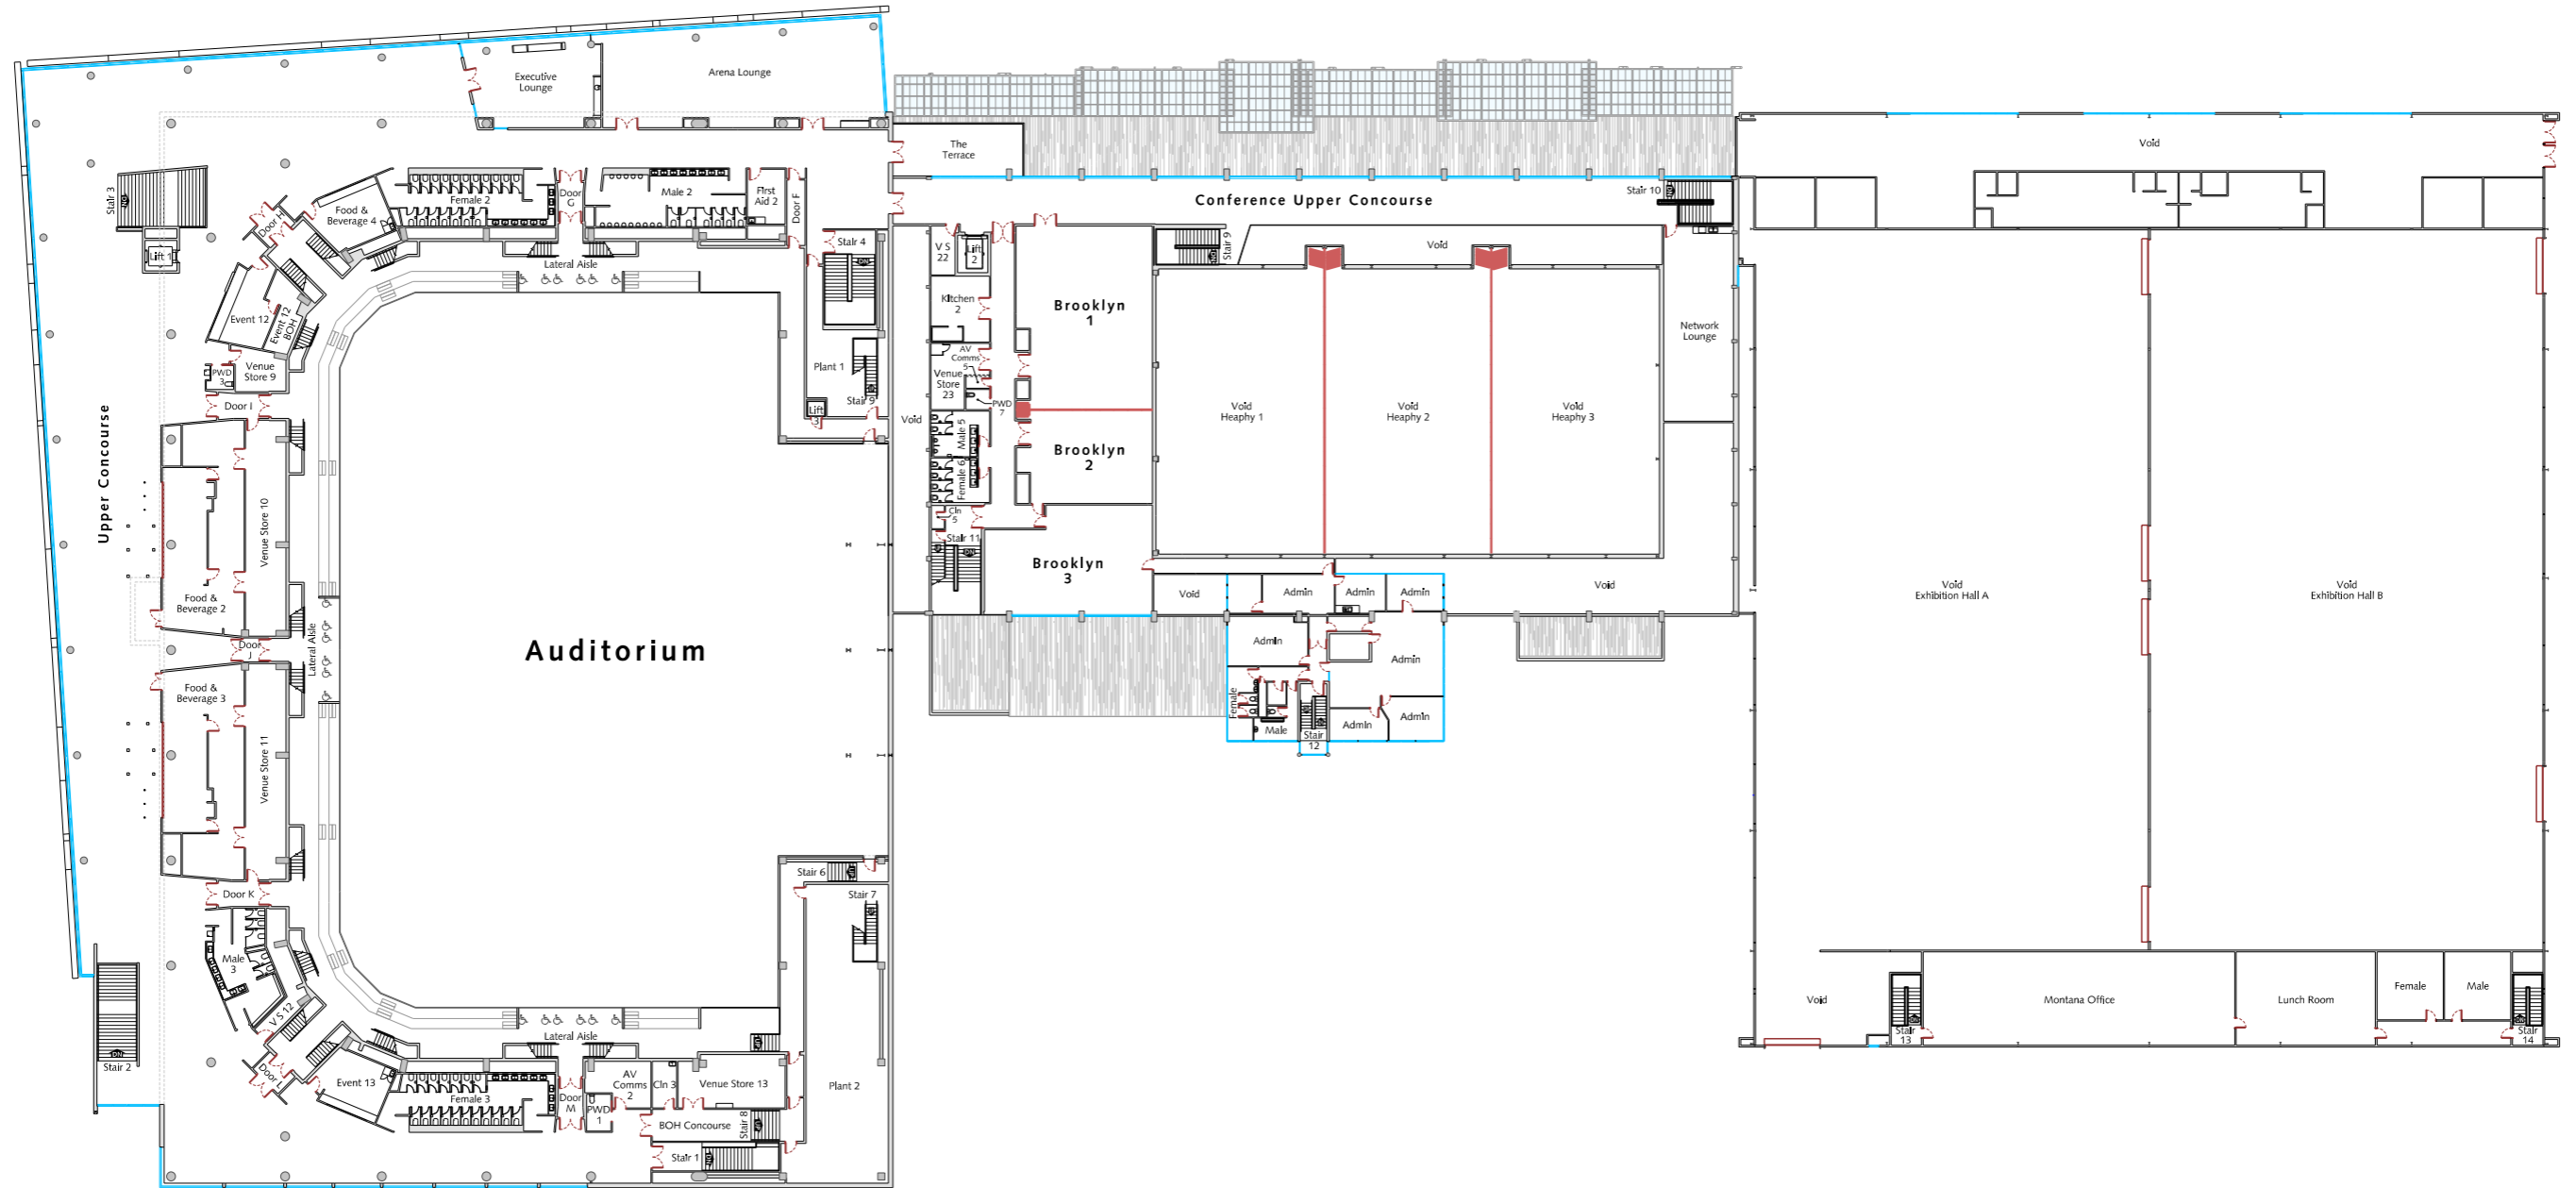 Executive
Lounge
Arena Lounge
The
Terrace
Void
Stair 3
Lift 1
Door H
Food &
Beverage 4
Female 2
Door
G
Male 2
First
Aid 2
Door F
Stair 4
Conference Upper Concourse
Stair 10
V S
22
Lift
2
Stair 9
Void
Lateral Aisle
Event 12
Event 12
BOH
Kitchen
2
Brooklyn
1
Network
Lounge
PWD
3
Venue
Store 9
Plant 1
Stair 9
Lift
3
AV
Comms
5
Venue
Store
23
PWD
7
Door I
Void
Void
Heaphy 1
Void
Heaphy 2
Void
Heaphy 3
Upper Concourse
Male 5
Brooklyn
2
Female 6
Venue Store 10
Cln
5
Stair 11
Brooklyn
3
Food &
Beverage 2
Void
Admin
Admin
Admin
Void
Void
Exhibition Hall A
Void
Exhibition Hall B
Door
J
Lateral Aisle
Auditorium
Admin
Admin
Food &
Beverage 3
Female
Male
Stair
12
Admin
Admin
Venue Store 11
Stair 6
Stair 7
Door K
Male
3
V S 12
Void
Stair
13
Montana Office
Lunch Room
Female
Male
Stair
14
Lateral Aisle
Stair 2
Door L
Event 13
Female 3
Door
M
AV
Comms
2
PWD
1
Cln 3
Venue Store 13
Plant 2
BOH Concourse
Stair 8
Stair 1
DN